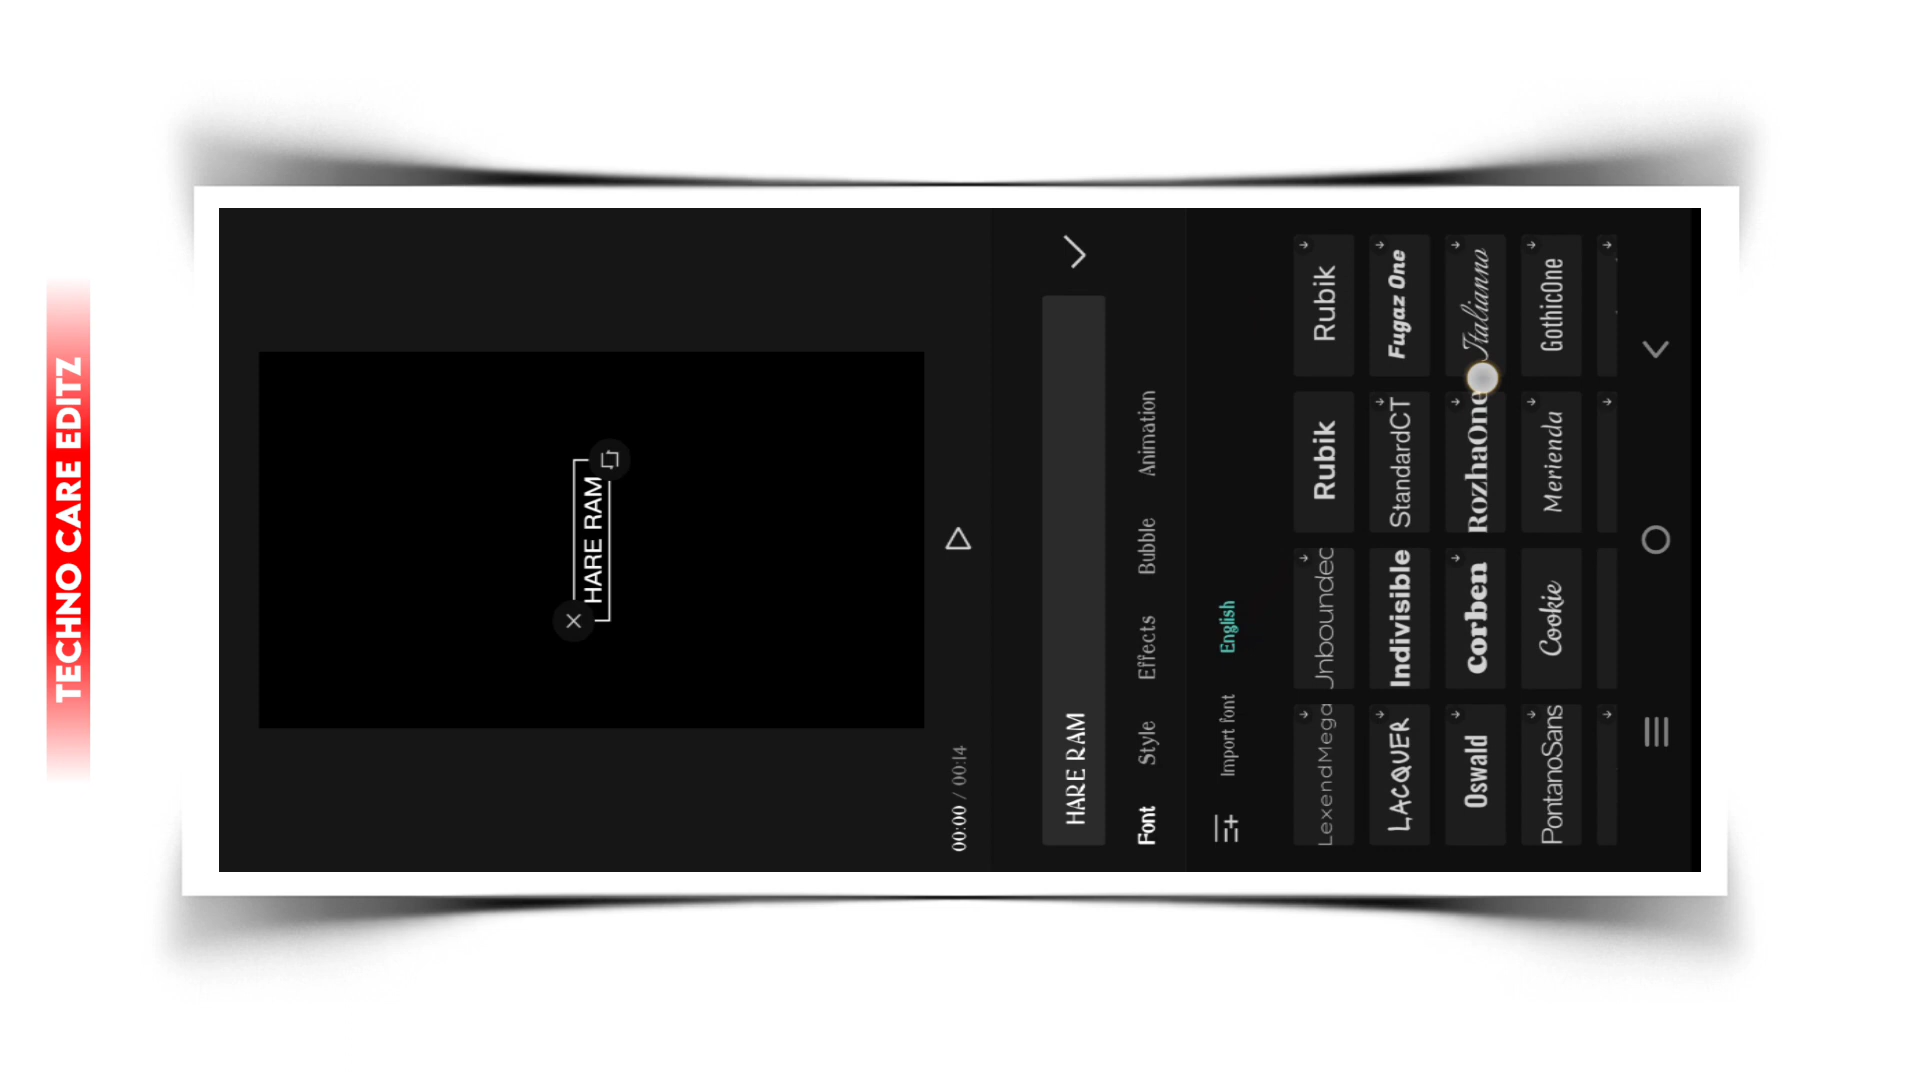 TECHNO CARE EDITZ
HARE RAM
00:00 / 00:14
HARE RAM
Font Style Effects Bubble Animation
Import font English
LexendMega Rubik Rubik
LACQUER Indivisible StandardCT Fugaz One
Oswald Corben RozhaOne Italianno
PontanoSans Cookie Merienda GothicOne